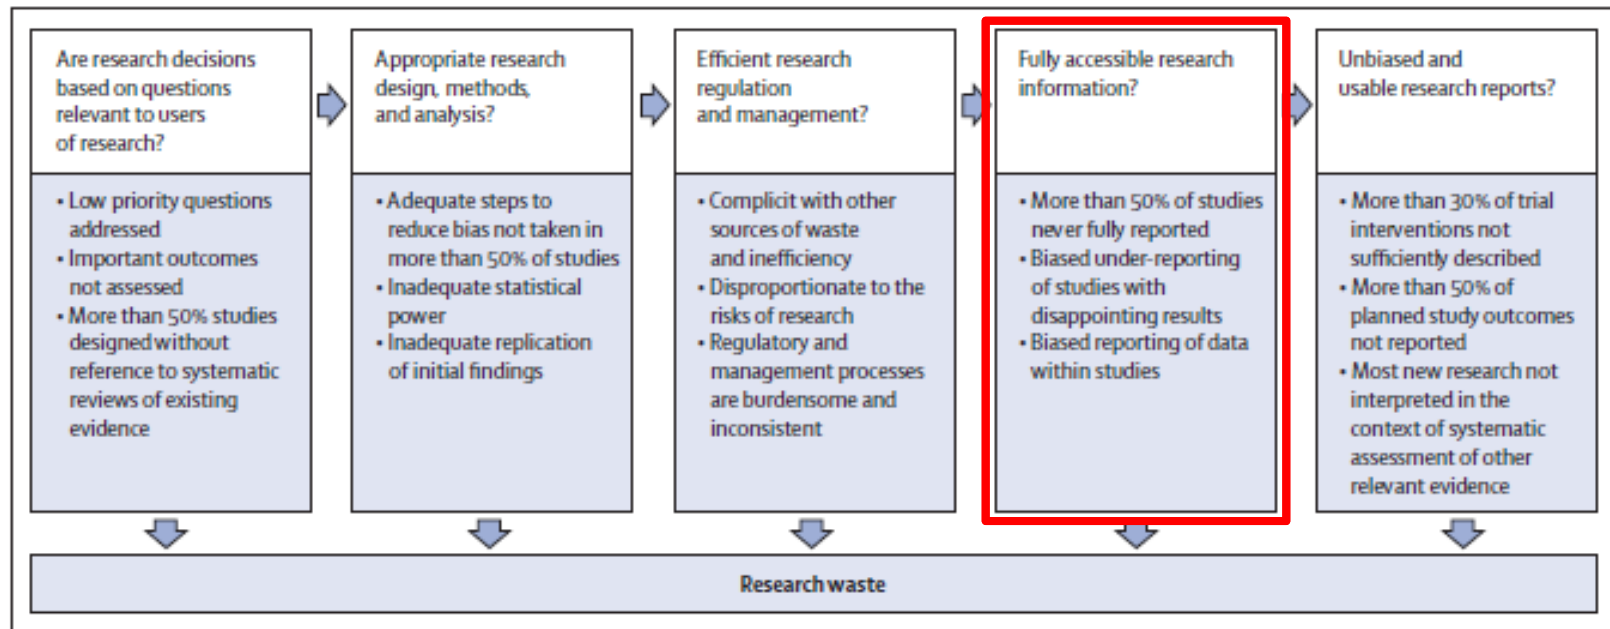 Are research decisions
based on questions
relevant to users
of research?
• Low priority questions
addressed
• Important outcomes
not assessed
• More than 50% studies
designed without
reference to systematic
reviews of existing
evidence
Appropriate research
design, methods,
and analysis?
• Adequate steps to
reduce bias not taken in
more than 50% of studies
• Inadequate statistical
power
• Inadequate replication
of initial findings
Efficient research
regulation
and management?
• Complicit with other
sources of waste
and inefficiency
• Disproportionate to the
risks of research
• Regulatory and
management processes
are burdensome and
inconsistent
Fully accessible research
information?
• More than 50% of studies
never fully reported
• Biased under-reporting
of studies with
disappointing results
• Biased reporting of data
within studies
Unbiased and
usable research reports?
• More than 30% of trial
interventions not
sufficiently described
• More than 50% of
planned study outcomes
not reported
• Most new research not
interpreted in the
context of systematic
assessment of other
relevant evidence
Research waste